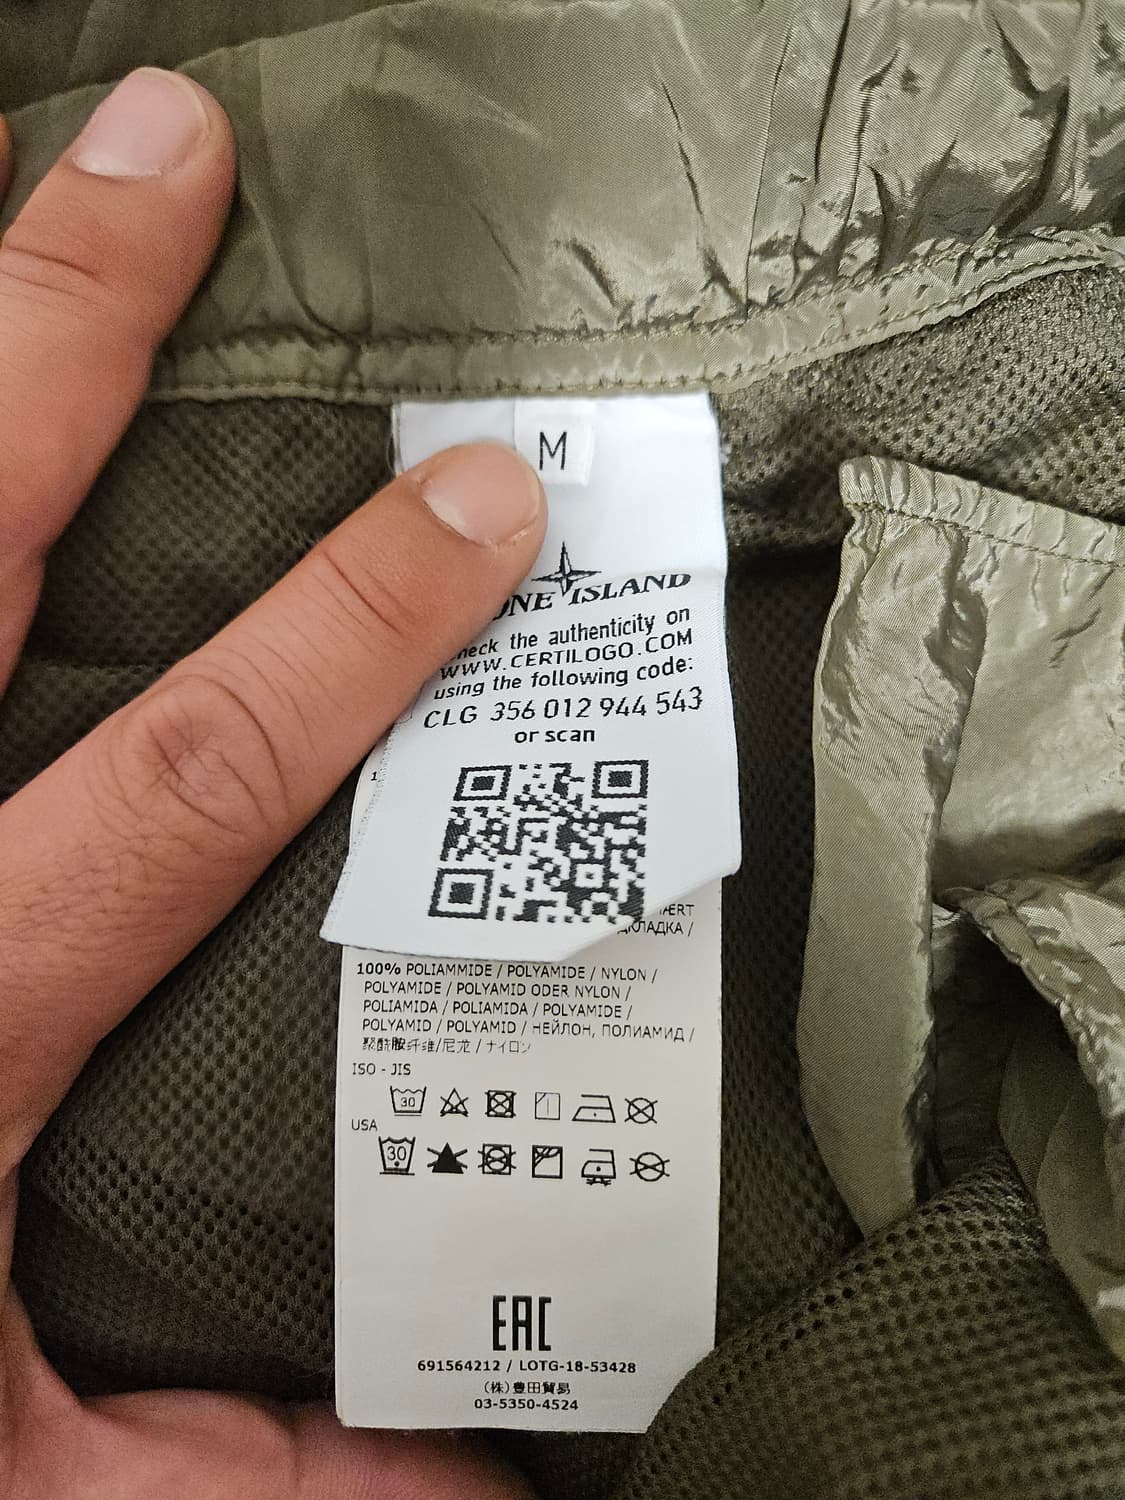 M
ISLAND
the authenticity on
WWW.CERTILOGO.COM
using the following code:
CLG 356 012 944 543
or scan
ДКЛАДКА /
100% POLIAMMIDE / POLYAMIDE / NYLON /
POLYAMIDE / POLYAMID ODER NYLON /
POLIAMIDA / POLIAMIDA / POLYAMIDE /
POLYAMID / POLYAMID / НЕЙЛОН, ПОЛИАМИД /
聚酰胺纤维/尼龙 / ナイロン
ISO - JIS
30
USA
30
EAC
691564212 / LOTG-18-53428
(株)豊田貿易
03-5350-4524